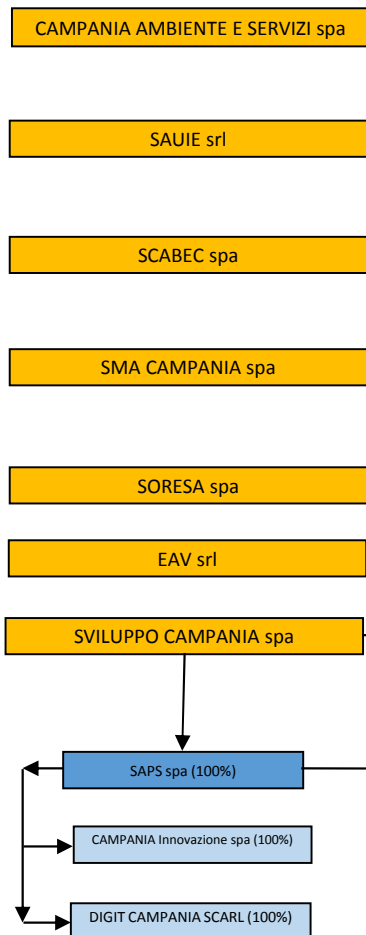 CAMPANIA AMBIENTE E SERVIZI spa
SAUIE srl
SCABEC spa
SMA CAMPANIA spa
SORESA spa
EAV srl
SVILUPPO CAMPANIA spa
SAPS spa (100%)
CAMPANIA Innovazione spa (100%)
DIGIT CAMPANIA SCARL (100%)